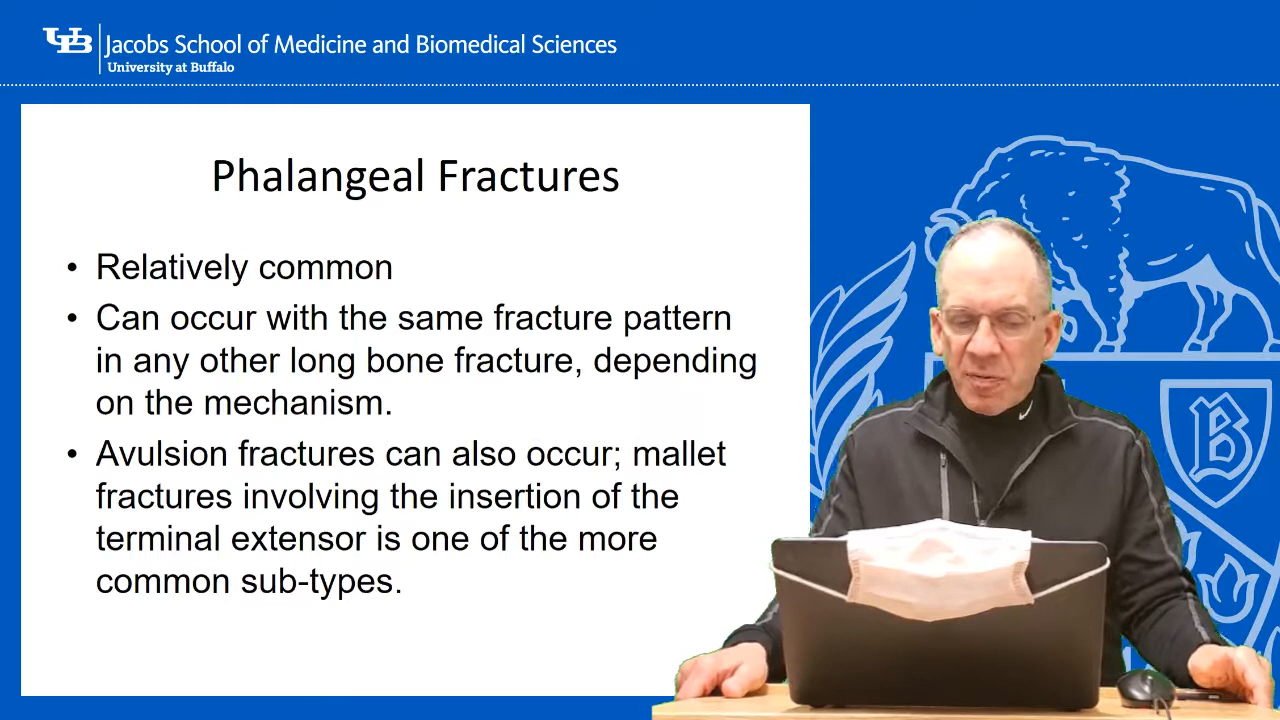 UB
Jacobs School of Medicine and Biomedical Sciences
University at Buffalo
Phalangeal Fractures
• Relatively common
• Can occur with the same fracture pattern
in any other long bone fracture, depending
on the mechanism.
• Avulsion fractures can also occur; mallet
fractures involving the insertion of the
terminal extensor is one of the more
common sub-types.
B